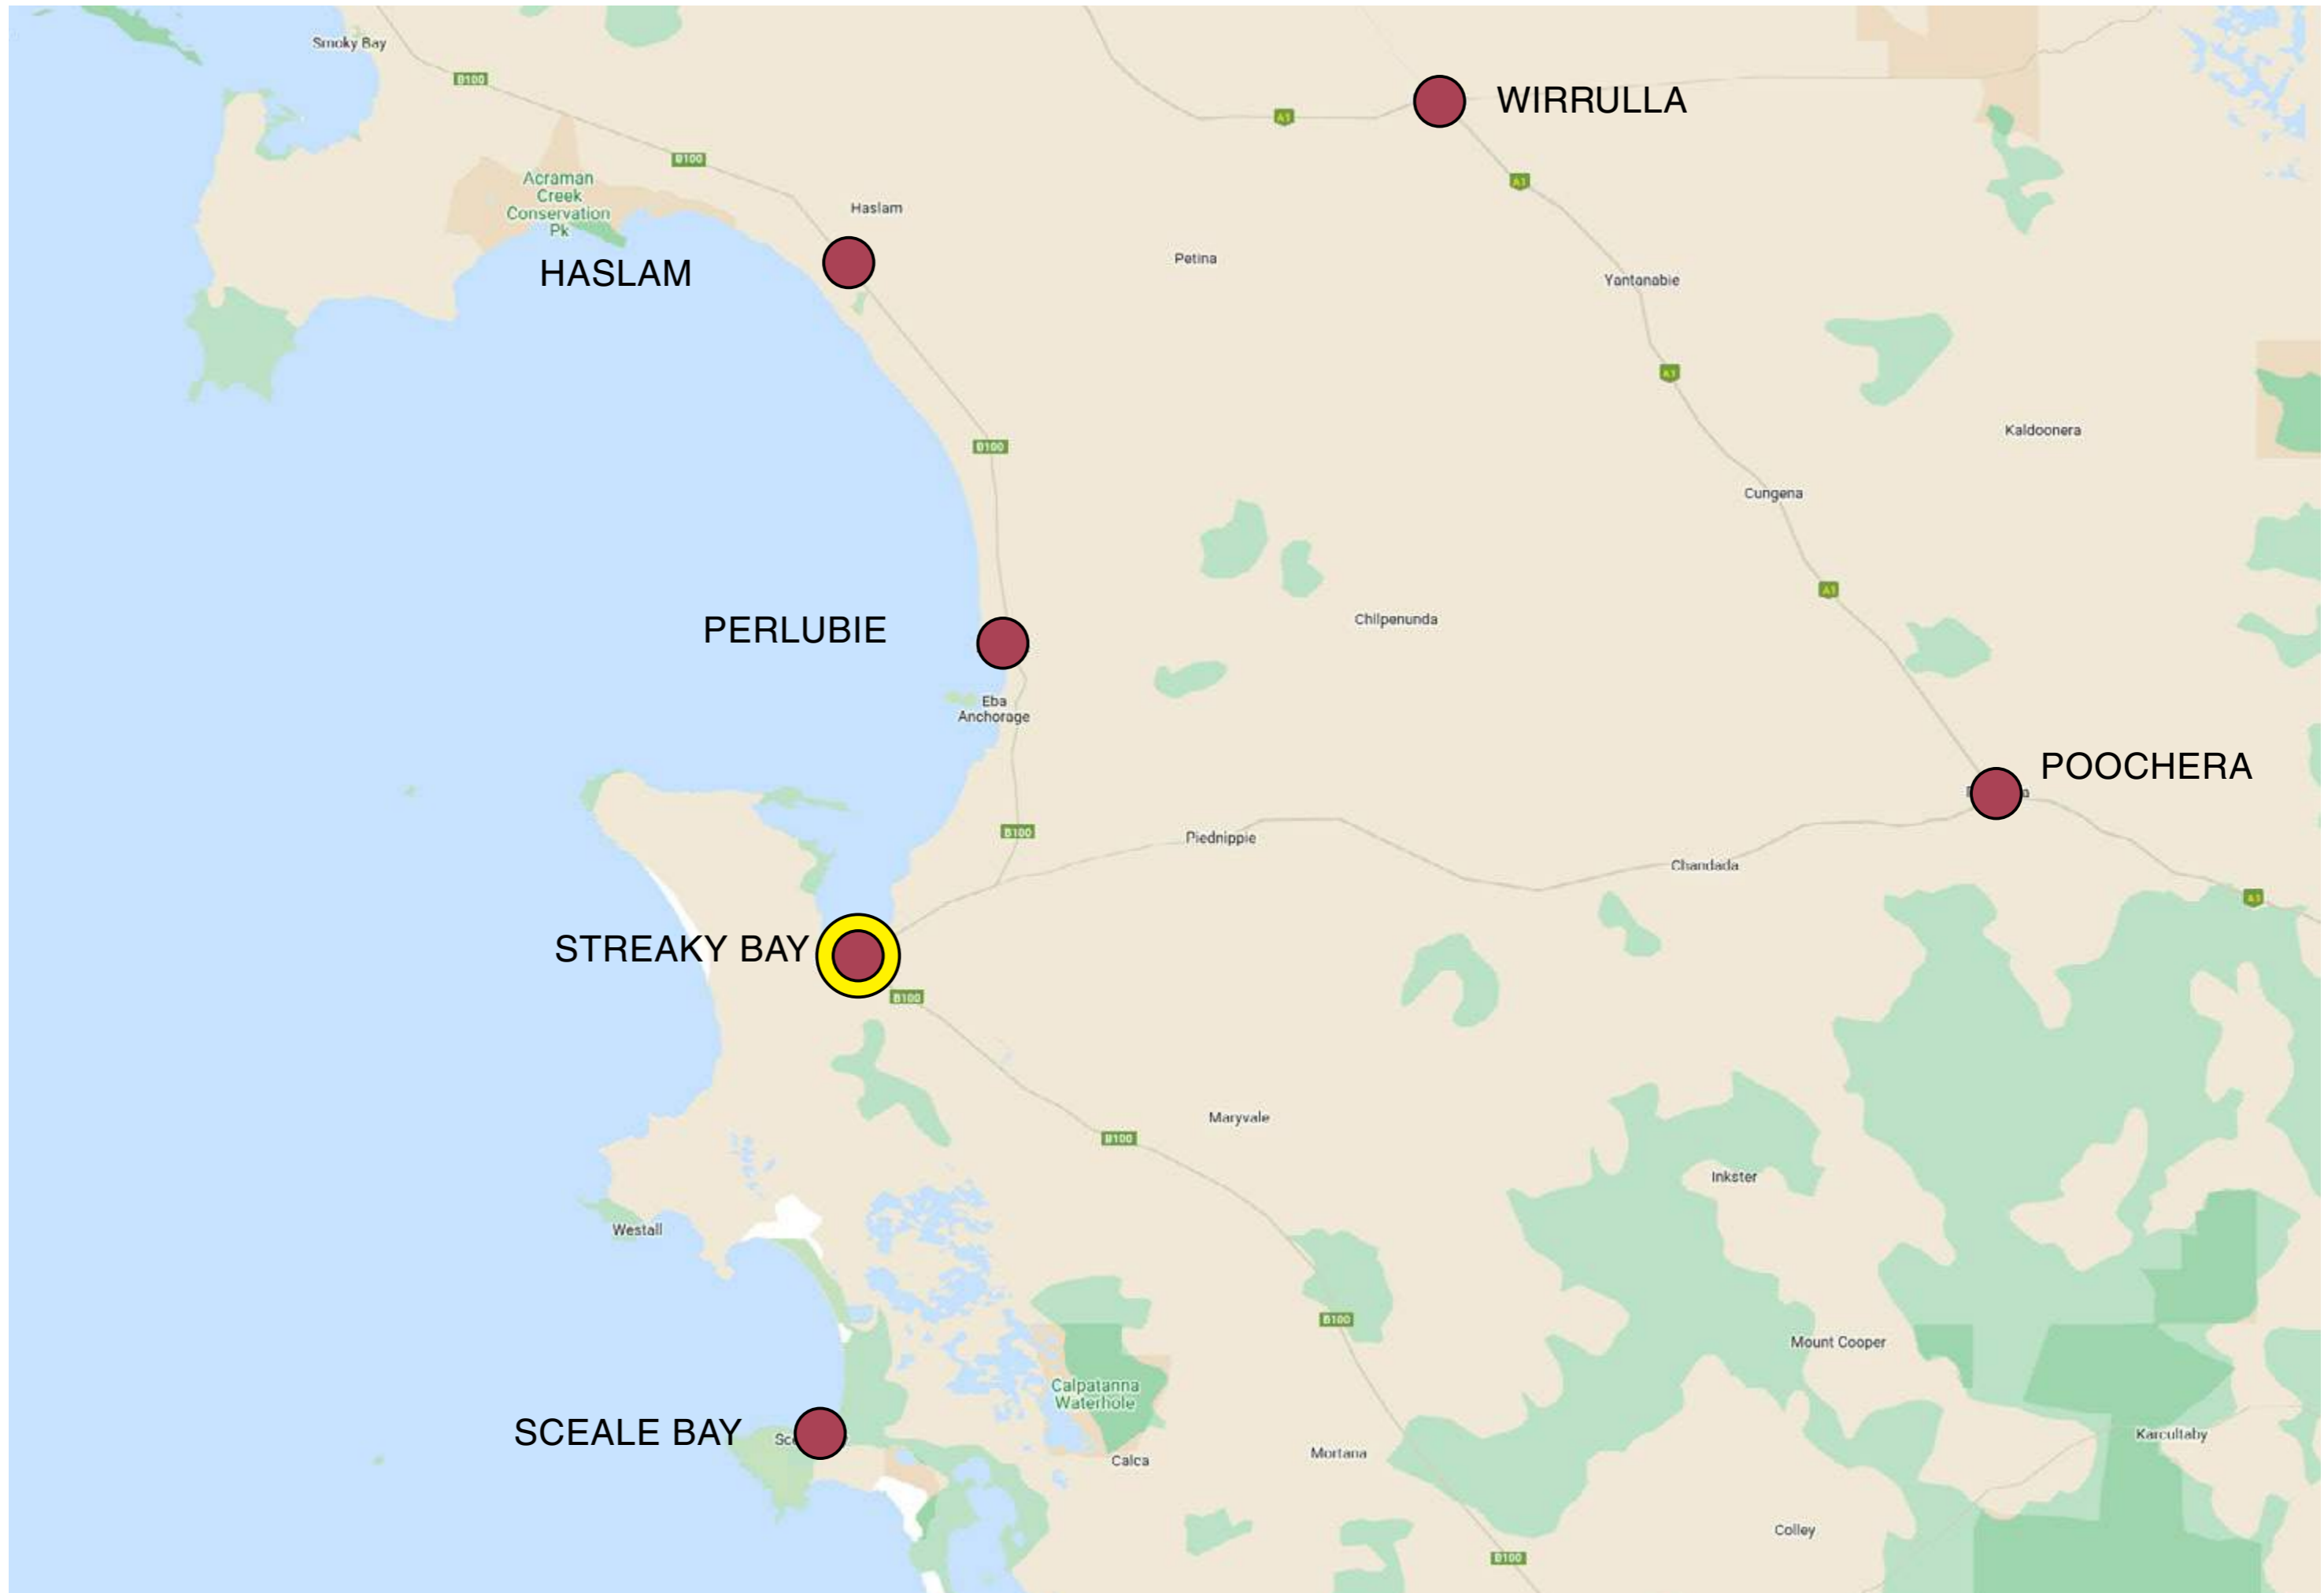 Smoky Bay
B100
A1
WIRRULLA
B100
A1
Acraman
Creek
Conservation
Pk
Haslam
HASLAM
Petina
Yantanabie
A1
Kaldoonera
B100
Cungena
A1
Chilpenunda
PERLUBIE
Eba
Anchorage
POOCHERA
B100
Piednippie
Chandada
A1
STREAKY BAY
B100
Maryvale
B100
Inkster
Westall
B100
Mount Cooper
Calpatanna
Waterhole
SCEALE BAY
Karcultaby
Mortana
Calca
Colley
B100